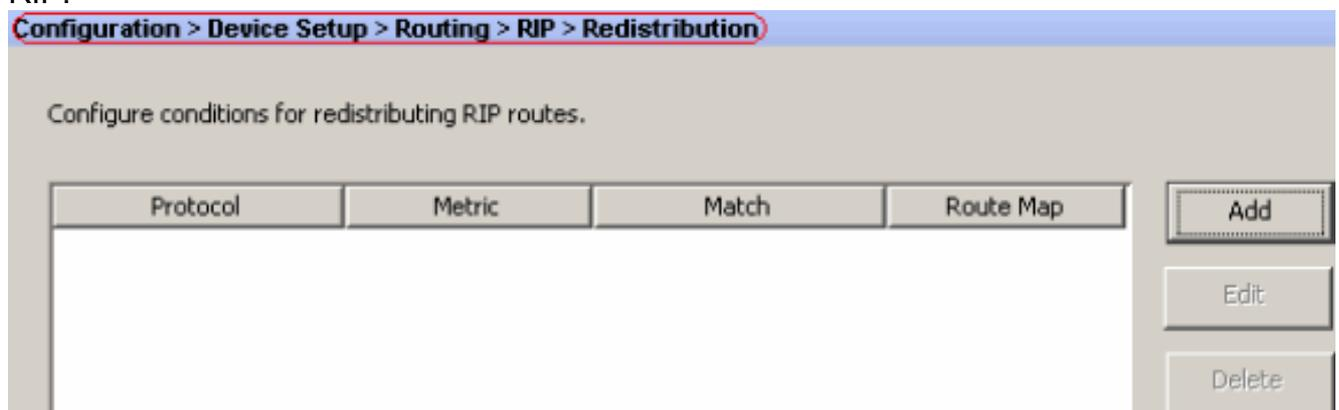 RIP.
Configuration > Device Setup > Routing > RIP > Redistribution
Configure conditions for redistributing RIP routes.
Protocol Metric Match Route Map
Add
Edit
Delete